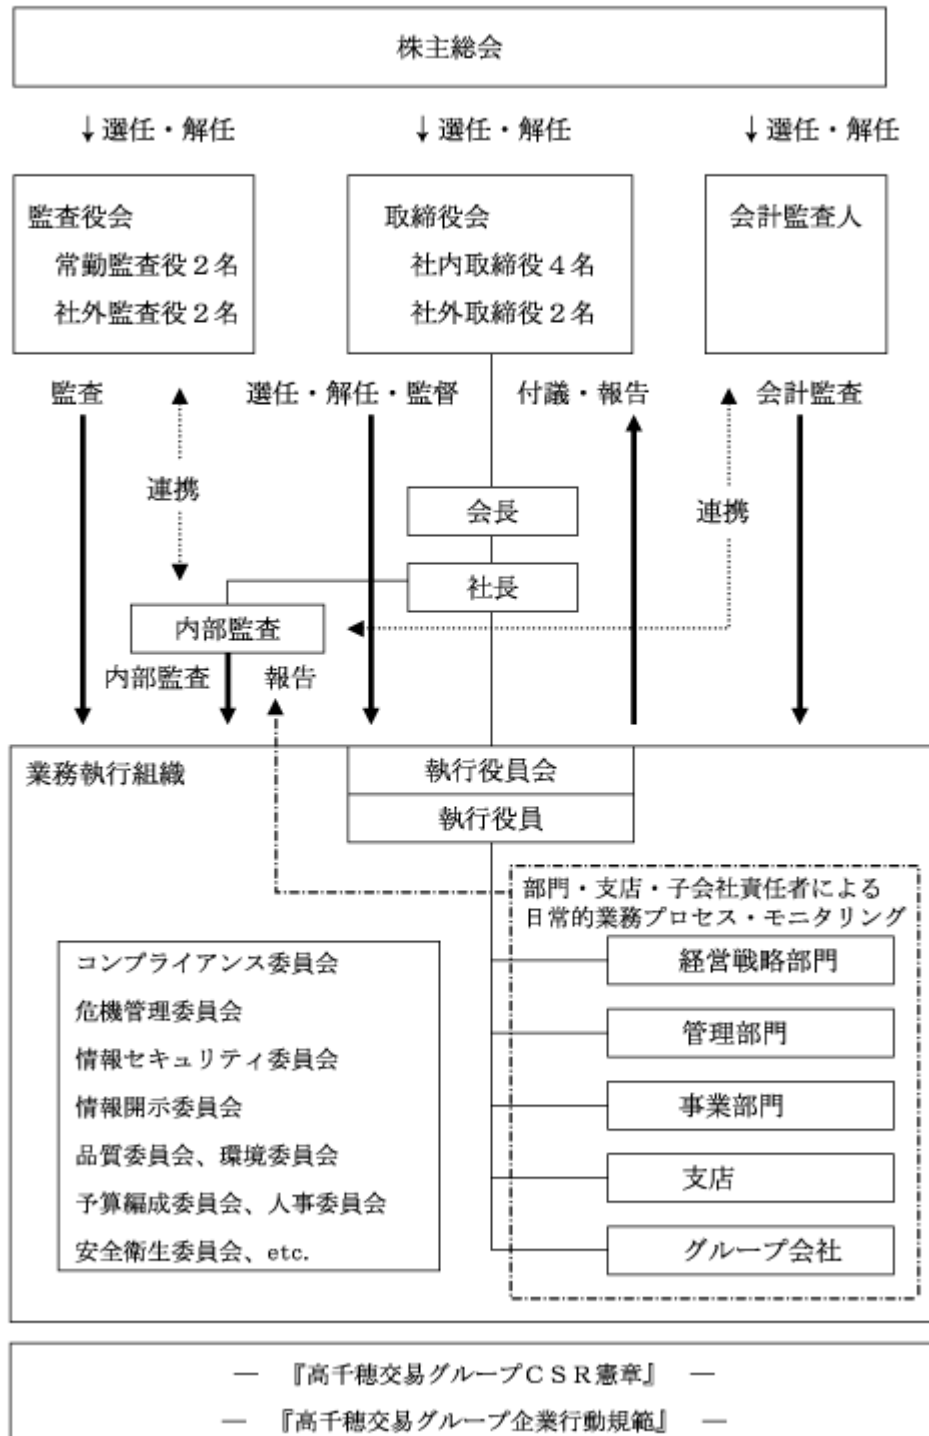 株主総会
↓選任・解任
↓選任・解任
↓選任・解任
監査役会
常勤監査役２名
社外監査役２名
取締役会
社内取締役４名
社外取締役２名
会計監査人
監査
選任・解任・監督
付議・報告
会計監査
連携
連携
会長
社長
内部監査
内部監査
報告
業務執行組織
執行役員会
執行役員
部門・支店・子会社責任者による
日常的業務プロセス・モニタリング
コンプライアンス委員会
危機管理委員会
情報セキュリティ委員会
情報開示委員会
品質委員会、環境委員会
予算編成委員会、人事委員会
安全衛生委員会、etc.
経営戦略部門
管理部門
事業部門
支店
グループ会社
― 『高千穂交易グループＣＳＲ憲章』 ―
― 『高千穂交易グループ企業行動規範』 ―